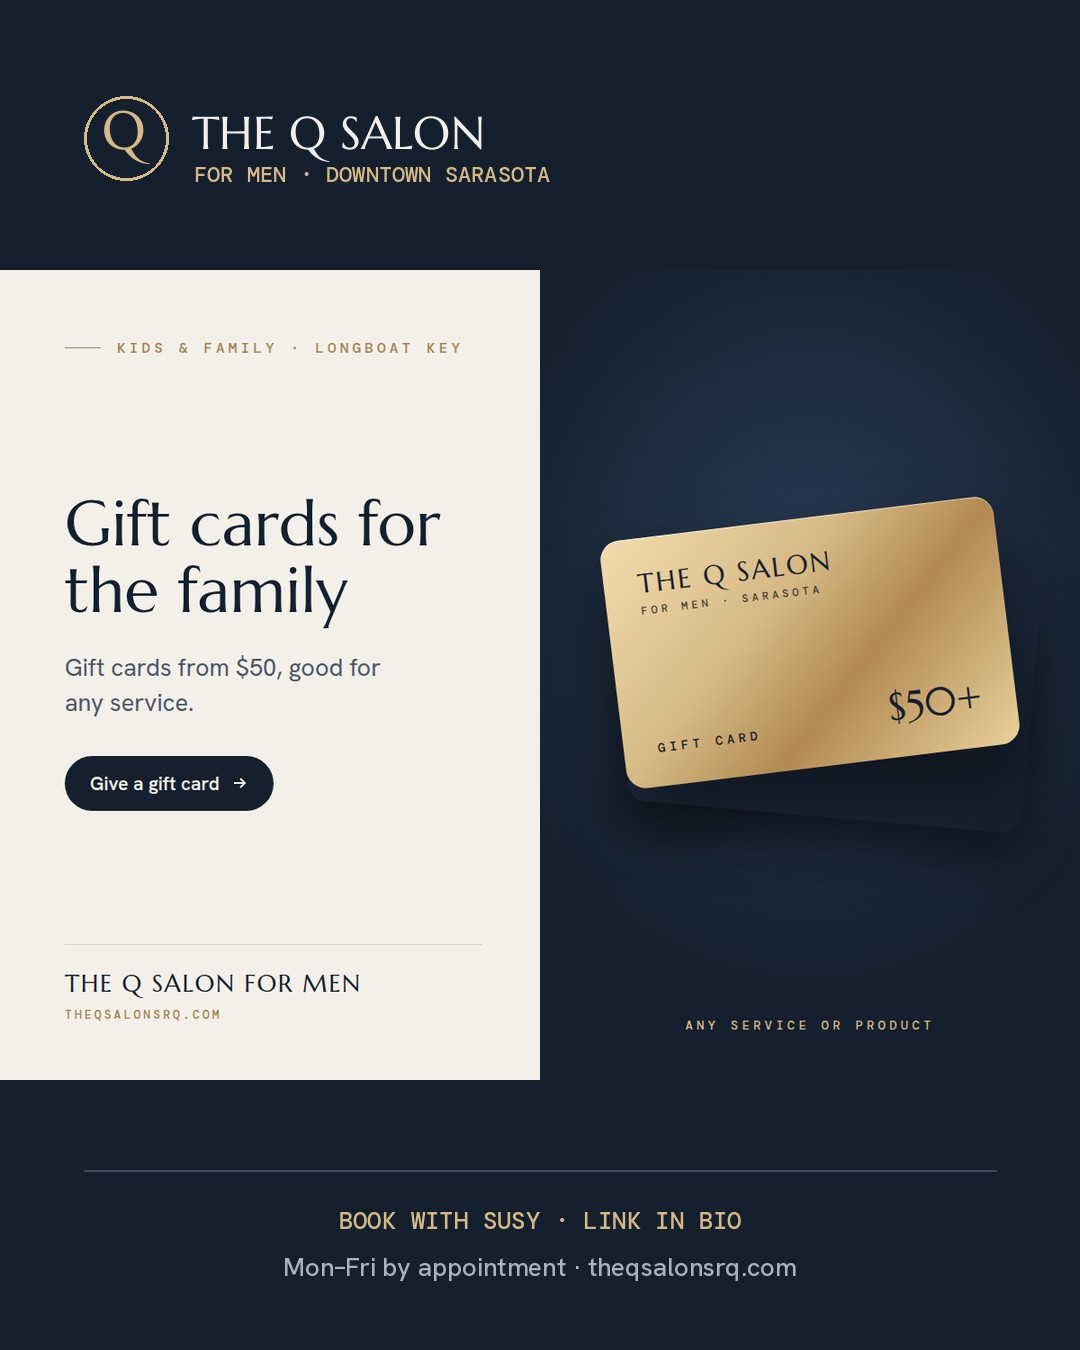 Q
THE Q SALON
FOR MEN · DOWNTOWN SARASOTA
KIDS & FAMILY · LONGBOAT KEY
Gift cards for
the family
Gift cards from $50, good for
any service.
Give a gift card →
THE Q SALON FOR MEN
THEQSALONSRQ.COM
THE Q SALON
FOR MEN · SARASOTA
GIFT CARD
$50+
ANY SERVICE OR PRODUCT
BOOK WITH SUSY · LINK IN BIO
Mon–Fri by appointment · theqsalonsrq.com